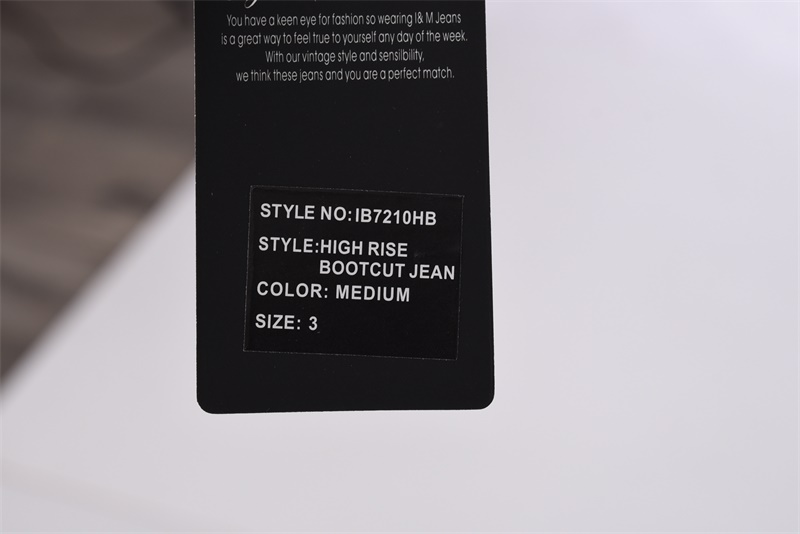 You have a keen eye for fashion so wearing I& M Jeans
is a great way to feel true to yourself any day of the week.
With our vintage style and sensilbility,
we think these jeans and you are a perfect match.
STYLE NO:IB7210HB
STYLE:HIGH RISE
BOOTCUT JEAN
COLOR: MEDIUM
SIZE: 3